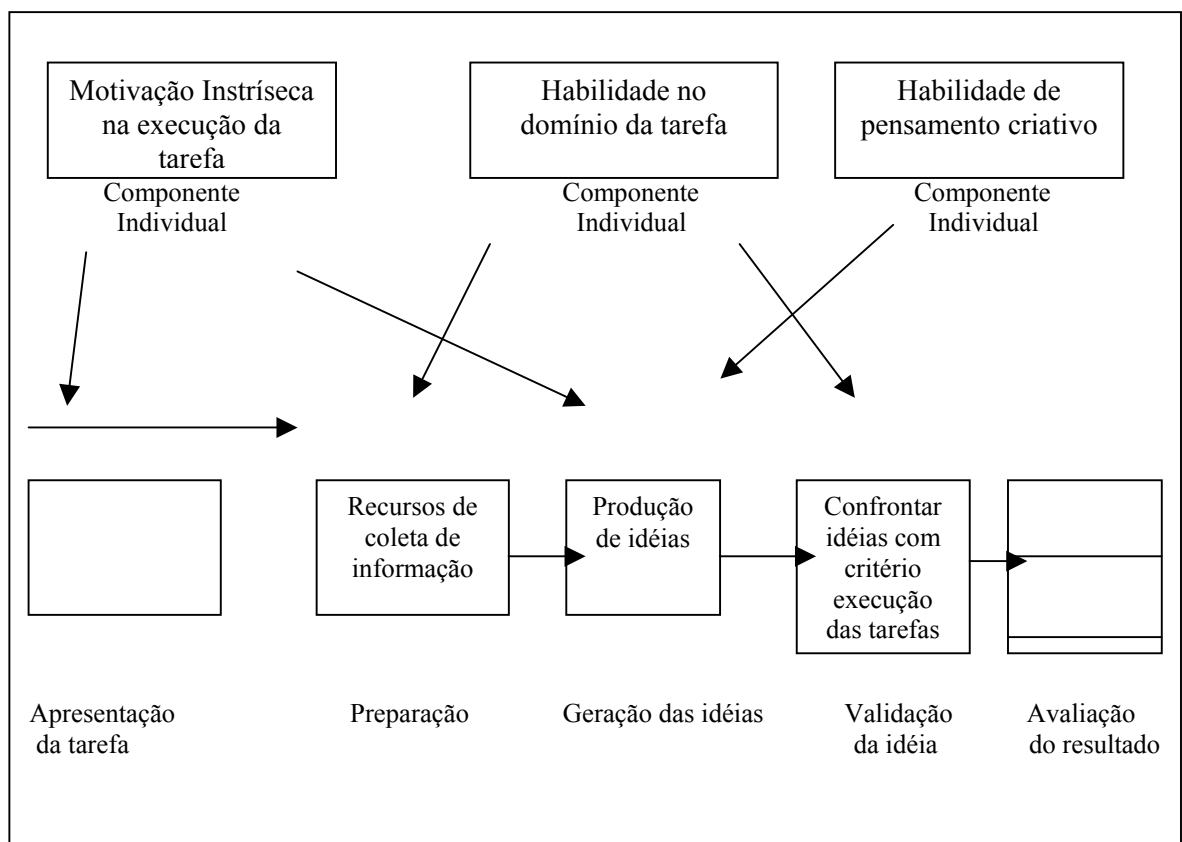 Motivação Instríseca
na execução da
tarefa
Componente
Individual
Habilidade no
domínio da tarefa
Componente
Individual
Habilidade de
pensamento criativo
Componente
Individual
Recursos de
coleta de
informação
Produção
de idéias
Confrontar
idéias com
critério
execução
das tarefas
Apresentação
da tarefa
Preparação
Geração das idéias
Validação
da idéia
Avaliação
do resultado